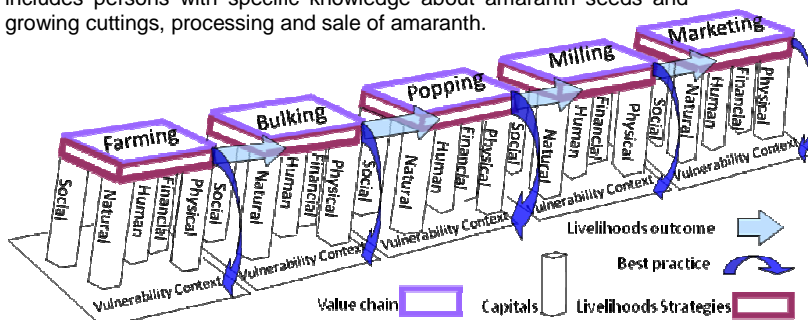 includes persons with specific knowledge about amaranth seeds and
growing cuttings, processing and sale of amaranth.
Farming
Bulking
Popping
Milling
Marketing
Social
Natural
Human
Financial
Physical
Social
Natural
Human
Financial
Physical
Social
Natural
Human
Financial
Physical
Social
Natural
Human
Financial
Physical
Social
Natural
Human
Financial
Physical
Vulnerability Context
Vulnerability Context
Vulnerability Context
Vulnerability Context
Vulnerability Context
Livelihoods outcome
Best practice
Value chain
Capitals
Livelihoods Strategies